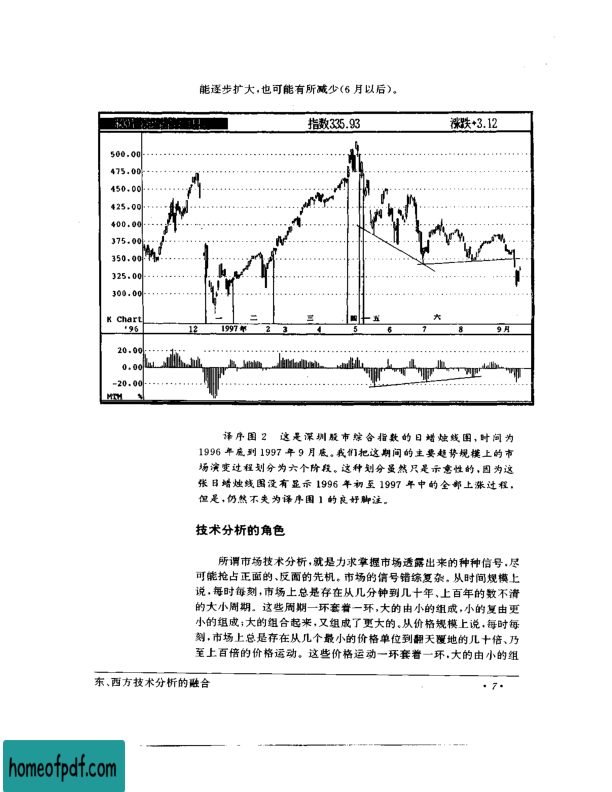 能逐步扩大,也可能有所减少(6 月以后)。
指数335.93
涨跌+3.12
500.00
475.00
450.00
425.00
400.00
375.00
350.00
325.00
300.00
一 二 三 四 一 五 六
K Chart
'96 12 1997年 2 3 4 5 6 7 8 9月
20.00
0.00
-20.00
MTM %
译序图 2 这是深圳股市综合指数的日蜡烛线图,时间为
1996 年底到 1997 年 9 月底。我们把这期间的主要趋势规模上的市
场演变过程划分为六个阶段。这种划分虽然只是示意性的,因为这
张日蜡烛线图没有显示 1996 年初至 1997 年中的全部上涨过程,
但是,仍然不失为译序图 1 的良好脚注。
技术分析的角色
所谓市场技术分析,就是力求掌握市场透露出来的种种信号,尽
可能抢占正面的、反面的先机。市场的信号错综复杂。从时间规模上
说,每时每刻,市场上总是存在从几分钟到几十年、上百年的数不清
的大小周期。这些周期一环套着一环,大的由小的组成,小的复由更
小的组成;大的组合起来,又组成了更大的。从价格规模上说,每时每
刻,市场上总是存在从几个最小的价格单位到翻天覆地的几十倍、乃
至上百倍的价格运动。这些价格运动一环套着一环,大的由小的组
东、西方技术分析的融合
·7·
homeofpdf.com